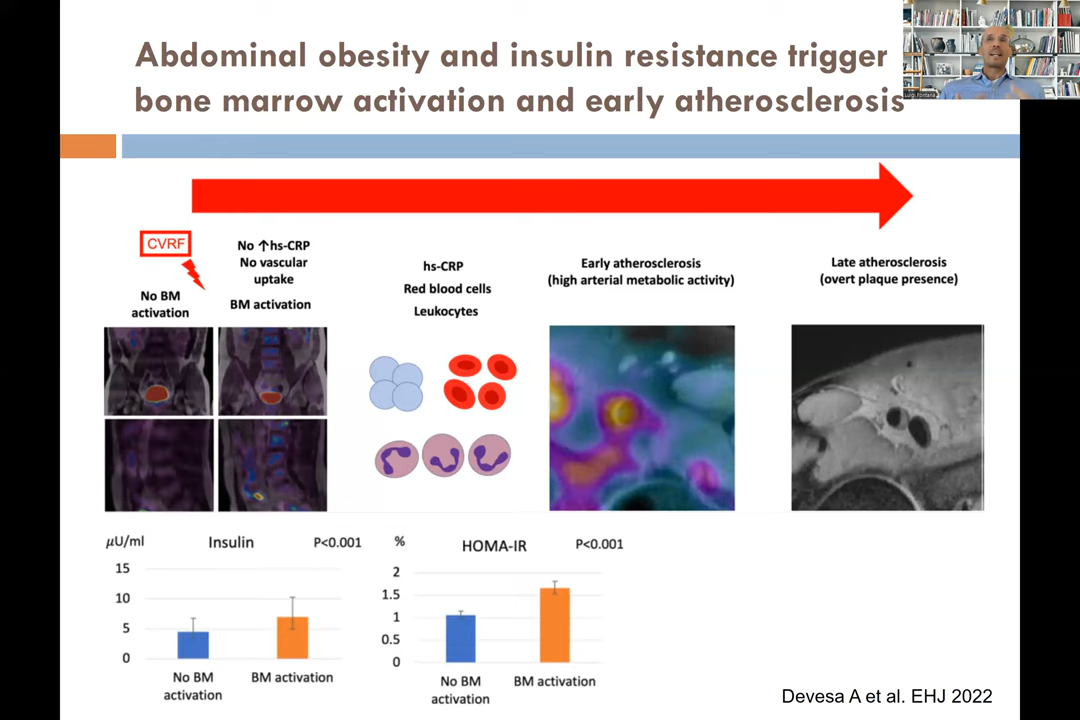 Abdominal obesity and insulin resistance trigger
bone marrow activation and early atherosclerosis
Luigi Fontana
CVRF
No BM
activation
No ↑hs-CRP
No vascular
uptake
BM activation
hs-CRP
Red blood cells
Leukocytes
Early atherosclerosis
(high arterial metabolic activity)
Late atherosclerosis
(overt plaque presence)
µU/ml
Insulin
P<0.001
15
10
5
0
No BM
activation
BM activation
%
HOMA-IR
P<0.001
2
1.5
1
0.5
0
No BM
activation
BM activation
Devesa A et al. EHJ 2022